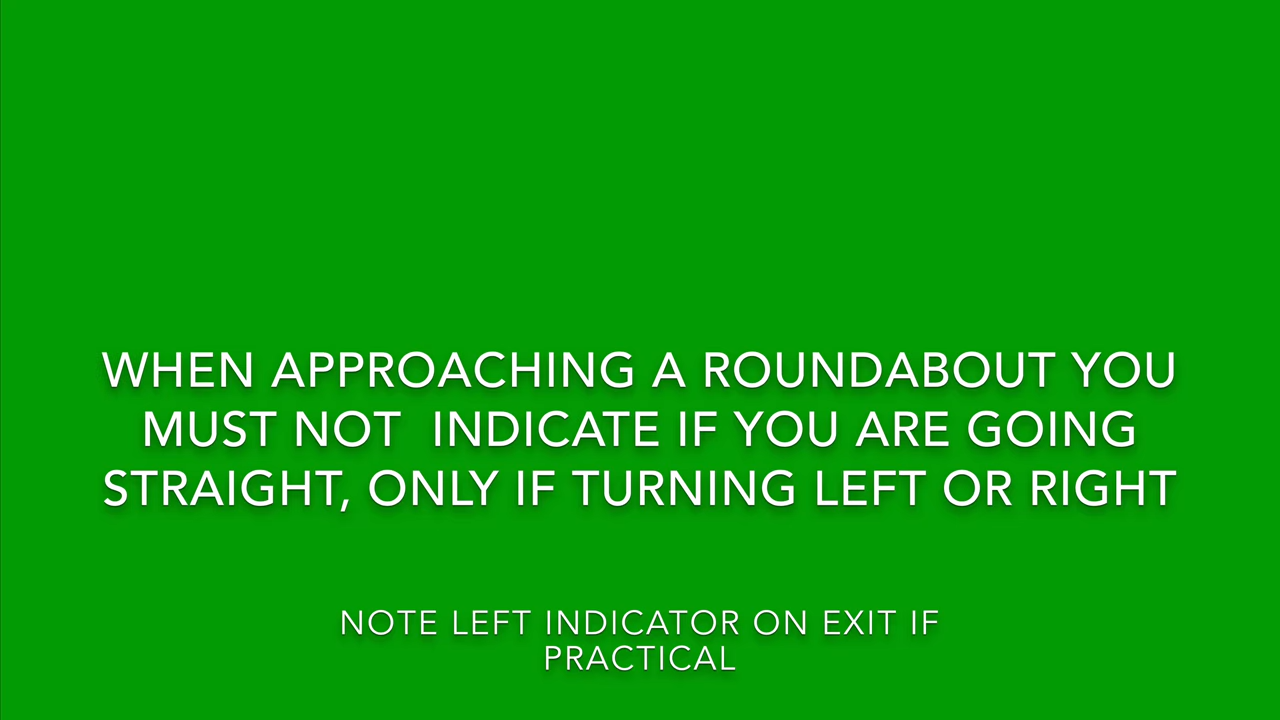 WHEN APPROACHING A ROUNDABOUT YOU
MUST NOT  INDICATE IF YOU ARE GOING
STRAIGHT, ONLY IF TURNING LEFT OR RIGHT
NOTE LEFT INDICATOR ON EXIT IF
PRACTICAL